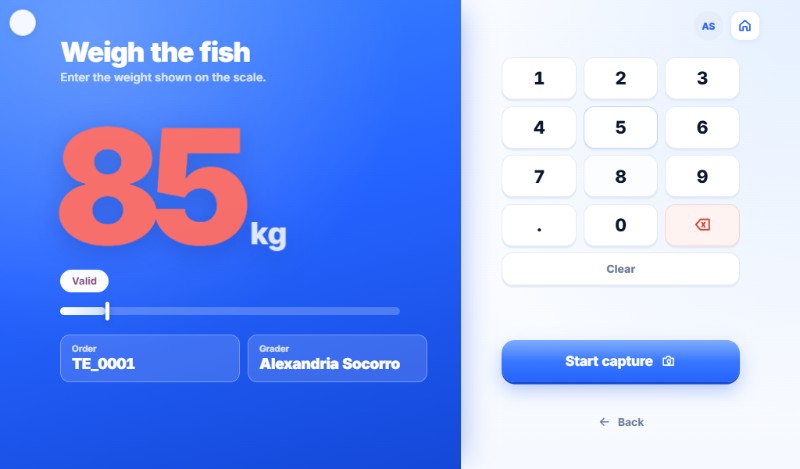 Weigh the fish
Enter the weight shown on the scale.
85 kg
Valid
Order
TE_0001
Grader
Alexandria Socorro
AS
1 2 3
4 5 6
7 8 9
. 0
Clear
Start capture
Back